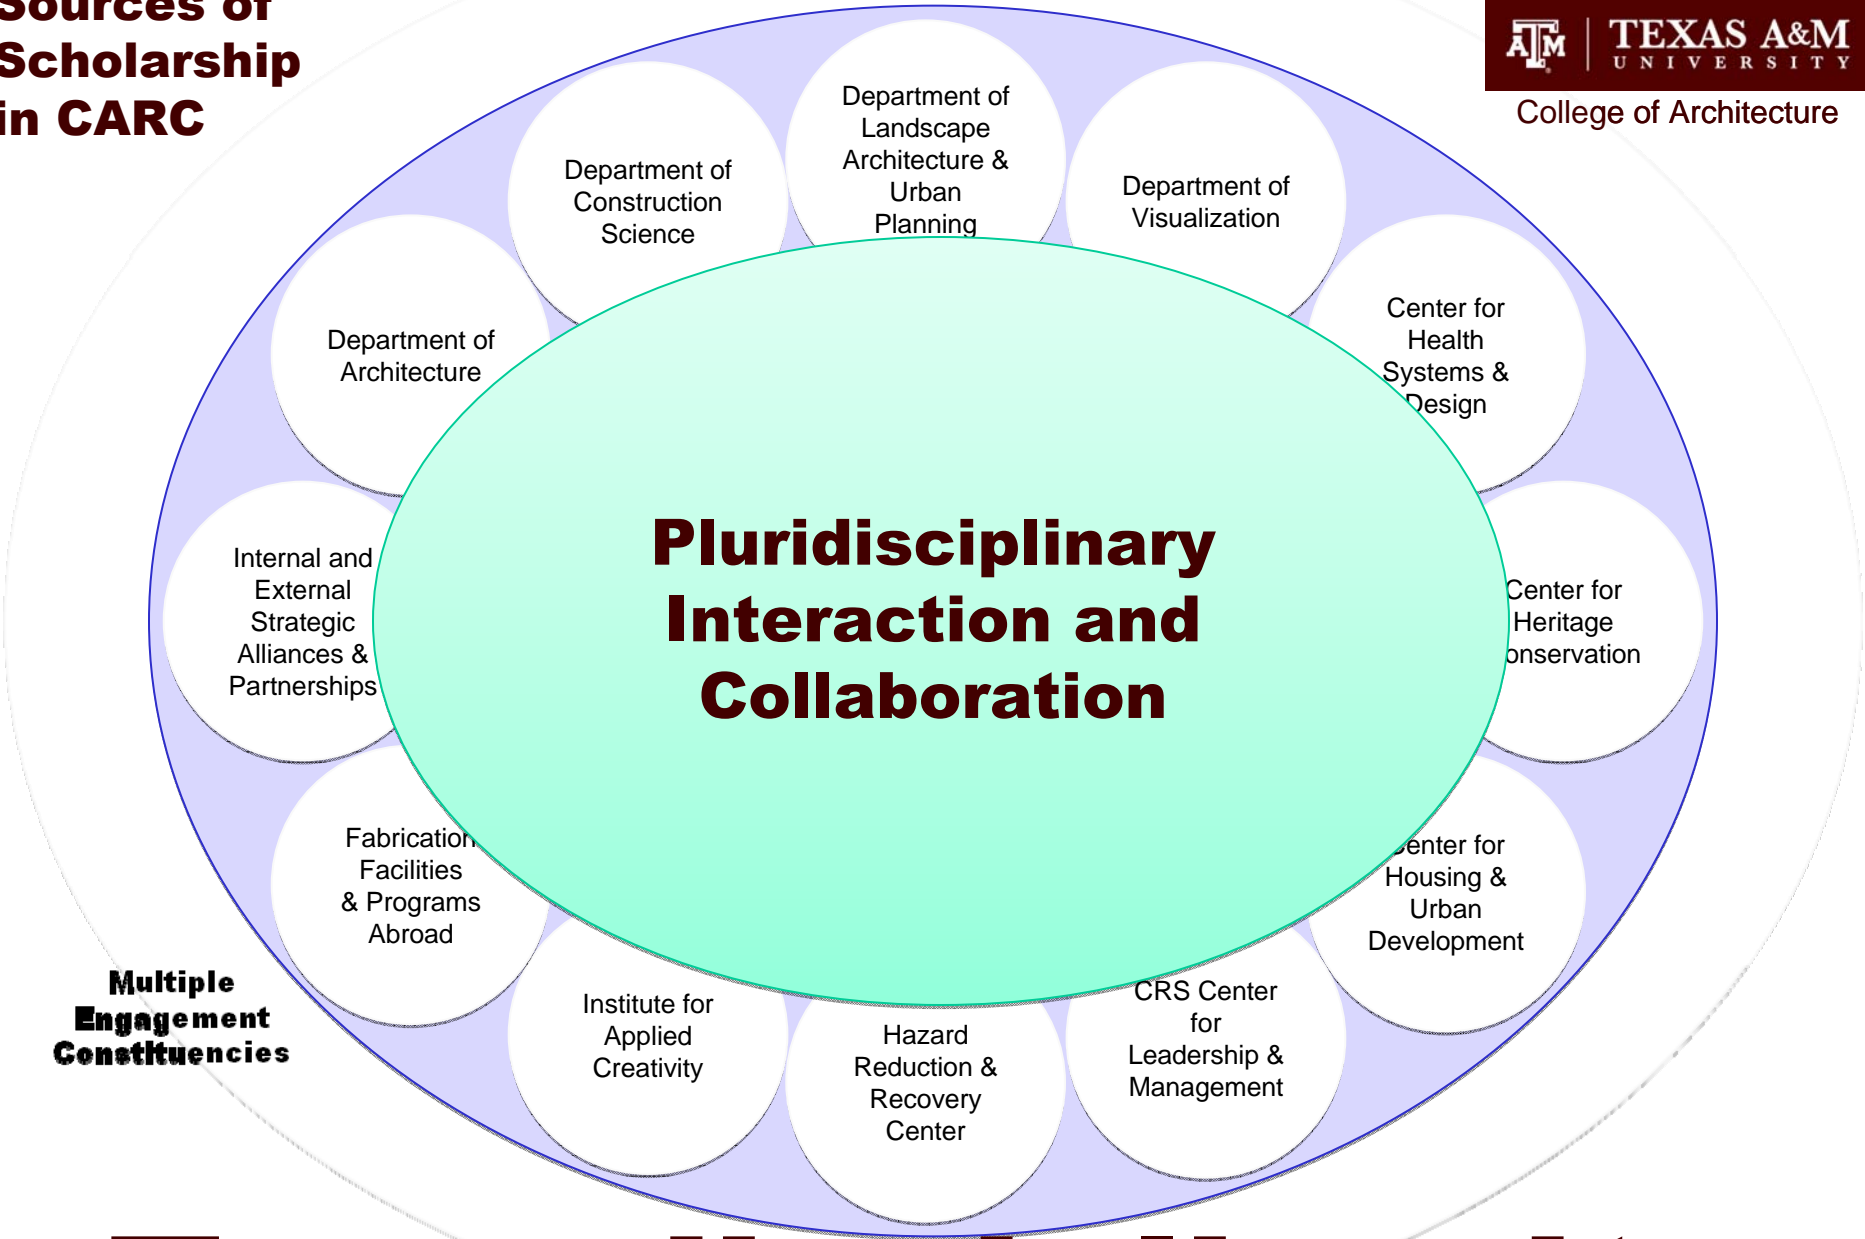 Sources of
Scholarship
in CARC
TEXAS A&M
UNIVERSITY
College of Architecture
Department of
Landscape
Architecture &
Urban
Planning
Department of
Construction
Science
Department of
Visualization
Department of
Architecture
Center for
Health
Systems &
Design
Internal and
External
Strategic
Alliances &
Partnerships
Pluridisciplinary
Interaction and
Collaboration
Center for
Heritage
onservation
Fabrication
Facilities
& Programs
Abroad
Center for
Housing &
Urban
Development
Multiple
Engagement
Constituencies
Institute for
Applied
Creativity
Hazard
Reduction &
Recovery
Center
CRS Center
for
Leadership &
Management